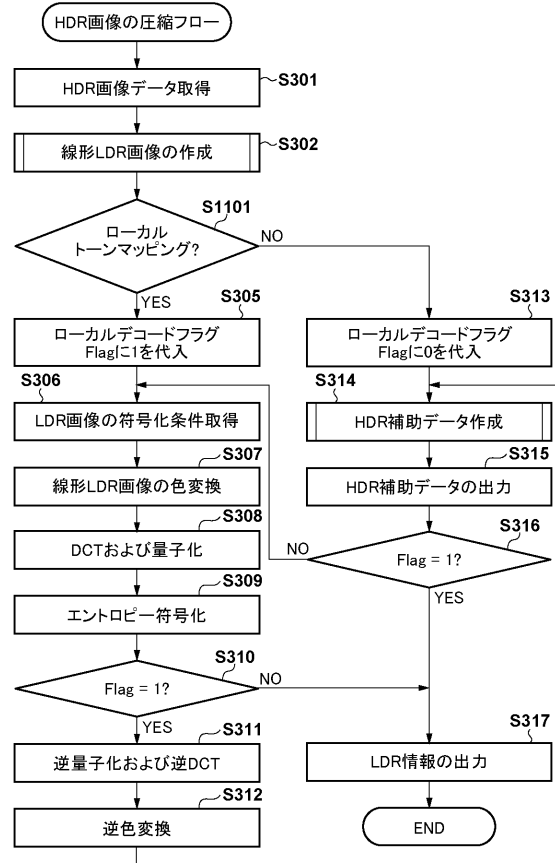 HDR画像の圧縮フロー
HDR画像データ取得
S301
線形LDR画像の作成
S302
S1101
ローカル
トーンマッピング?
NO
YES
S305
ローカルデコードフラグ
Flagに1を代入
S306
LDR画像の符号化条件取得
S307
線形LDR画像の色変換
S308
DCTおよび量子化
S309
エントロピー符号化
S310
Flag = 1?
NO
YES
S311
逆量子化および逆DCT
S312
逆色変換
S313
ローカルデコードフラグ
Flagに0を代入
S314
HDR補助データ作成
S315
HDR補助データの出力
S316
Flag = 1?
NO
YES
S317
LDR情報の出力
END